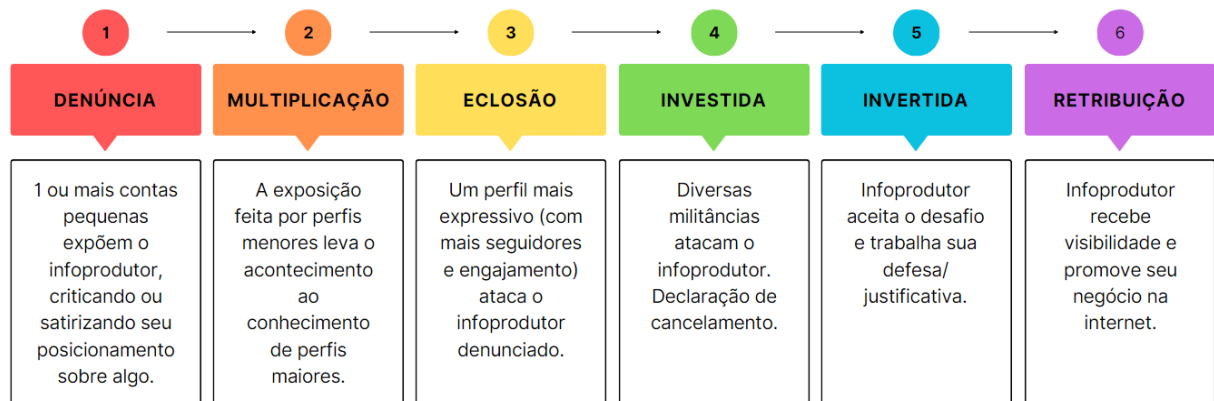 1
2
3
4
5
6
DENÚNCIA
MULTIPLICAÇÃO
ECLOSÃO
INVESTIDA
INVERTIDA
RETRIBUIÇÃO
1 ou mais contas
pequenas
expõem o
infoprodutor,
criticando ou
satirizando seu
posicionamento
sobre algo.
A exposição
feita por perfis
menores leva o
acontecimento
ao
conhecimento
de perfis
maiores.
Um perfil mais
expressivo (com
mais seguidores
e engajamento)
ataca o
infoprodutor
denunciado.
Diversas
militâncias
atacam o
infoprodutor.
Declaração de
cancelamento.
Infoprodutor
aceita o desafio
e trabalha sua
defesa/
justificativa.
Infoprodutor
recebe
visibilidade e
promove seu
negócio na
internet.